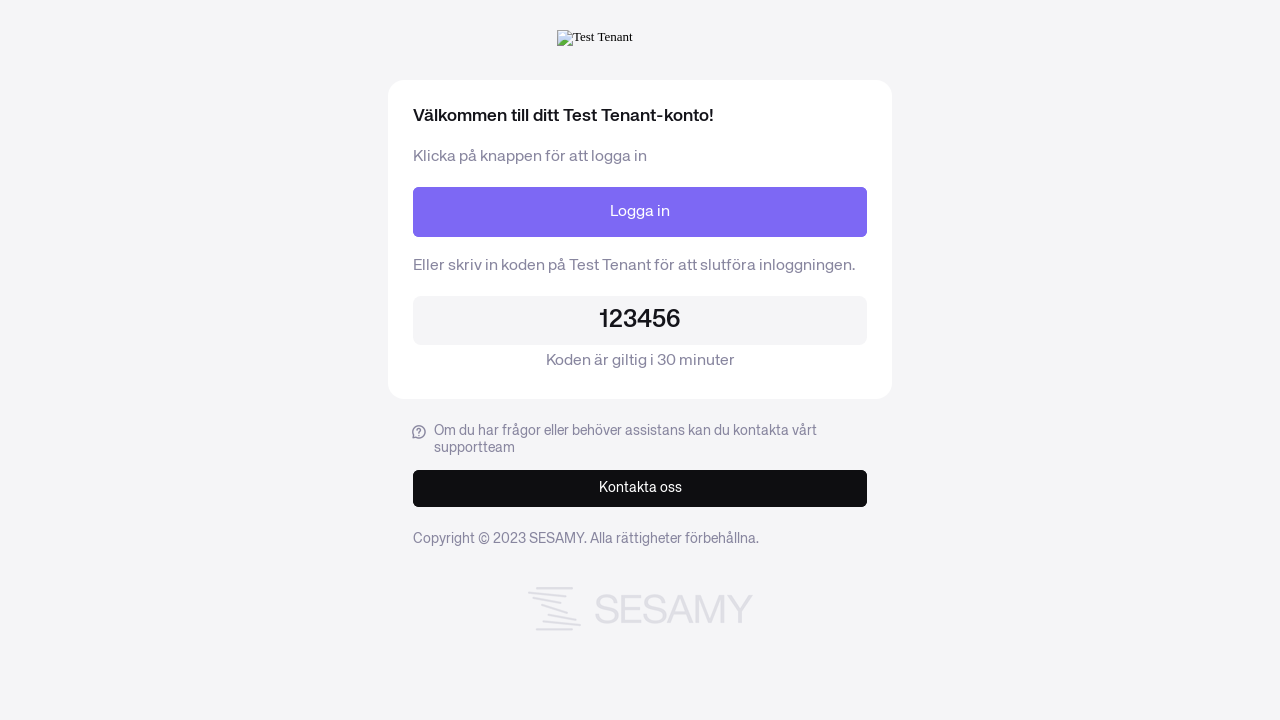 Test Tenant
Välkommen till ditt Test Tenant-konto!
Klicka på knappen för att logga in
Logga in
Eller skriv in koden på Test Tenant för att slutföra inloggningen.
123456
Koden är giltig i 30 minuter
Om du har frågor eller behöver assistans kan du kontakta vårt
supportteam
Kontakta oss
Copyright © 2023 SESAMY. Alla rättigheter förbehållna.
SESAMY